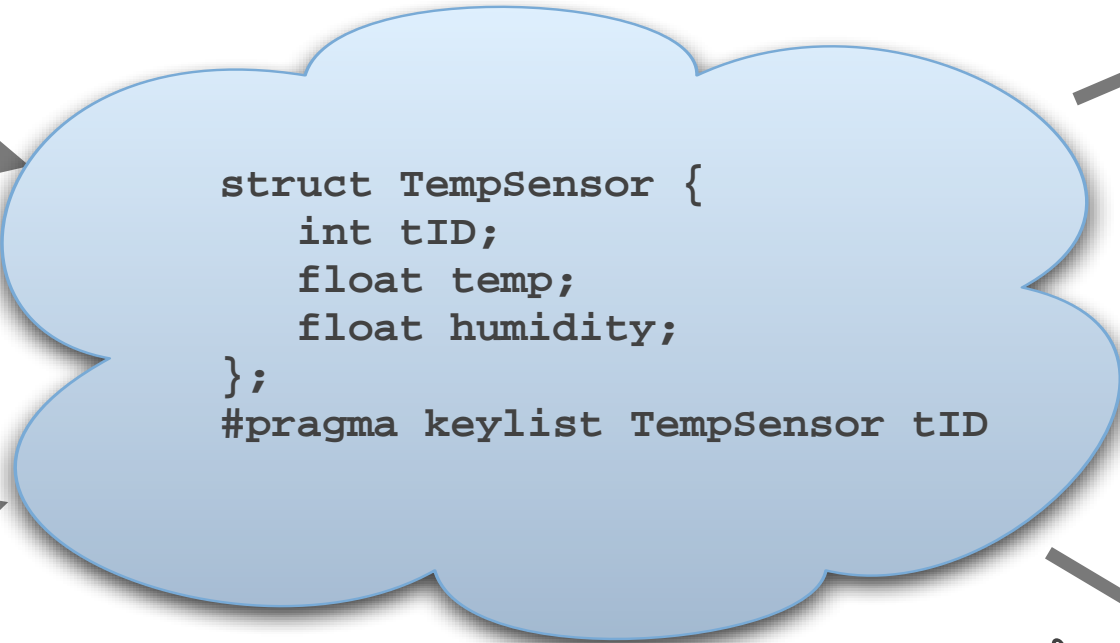 struct TempSensor {
   int tID;
   float temp;
   float humidity;
};
#pragma keylist TempSensor tID